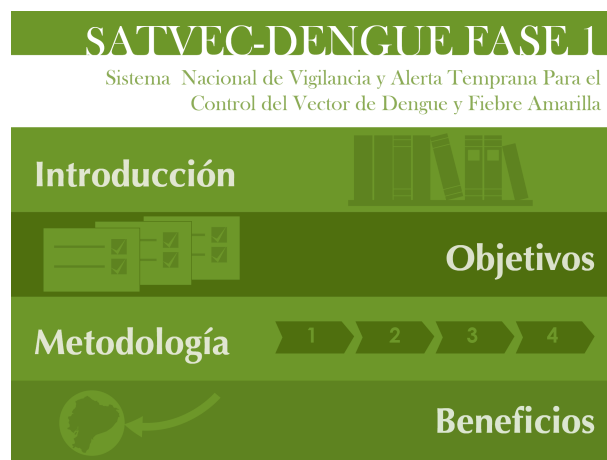 SATVEC-DENGUE FASE 1
Sistema Nacional de Vigilancia y Alerta Temprana Para el
Control del Vector de Dengue y Fiebre Amarilla
Introducción
Objetivos
Metodología
1 2 3 4
Beneficios